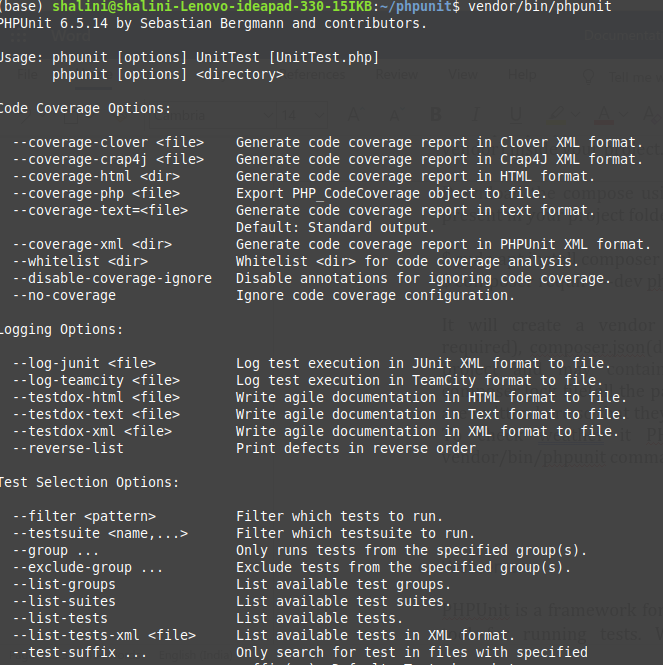 (base) shalini@shalini-Lenovo-ideapad-330-15IKB:~/phpunit$ vendor/bin/phpunit
PHPUnit 6.5.14 by Sebastian Bergmann and contributors.
Usage: phpunit [options] UnitTest [UnitTest.php]
phpunit [options] <directory>
Code Coverage Options:
--coverage-clover <file> Generate code coverage report in Clover XML format.
--coverage-crap4j <file> Generate code coverage report in Crap4J XML format.
--coverage-html <dir> Generate code coverage report in HTML format.
--coverage-php <file> Export PHP_CodeCoverage object to file.
--coverage-text=<file> Generate code coverage report in text format.
Default: Standard output.
--coverage-xml <dir> Generate code coverage report in PHPUnit XML format.
--whitelist <dir> Whitelist <dir> for code coverage analysis.
--disable-coverage-ignore Disable annotations for ignoring code coverage.
--no-coverage Ignore code coverage configuration.
Logging Options:
--log-junit <file> Log test execution in JUnit XML format to file.
--log-teamcity <file> Log test execution in TeamCity format to file.
--testdox-html <file> Write agile documentation in HTML format to file.
--testdox-text <file> Write agile documentation in Text format to file.
--testdox-xml <file> Write agile documentation in XML format to file.
--reverse-list Print defects in reverse order
Test Selection Options:
--filter <pattern> Filter which tests to run.
--testsuite <name,...> Filter which testsuite to run.
--group ... Only runs tests from the specified group(s).
--exclude-group ... Exclude tests from the specified group(s).
--list-groups List available test groups.
--list-suites List available test suites.
--list-tests List available tests.
--list-tests-xml <file> List available tests in XML format.
--test-suffix ... Only search for test in files with specified